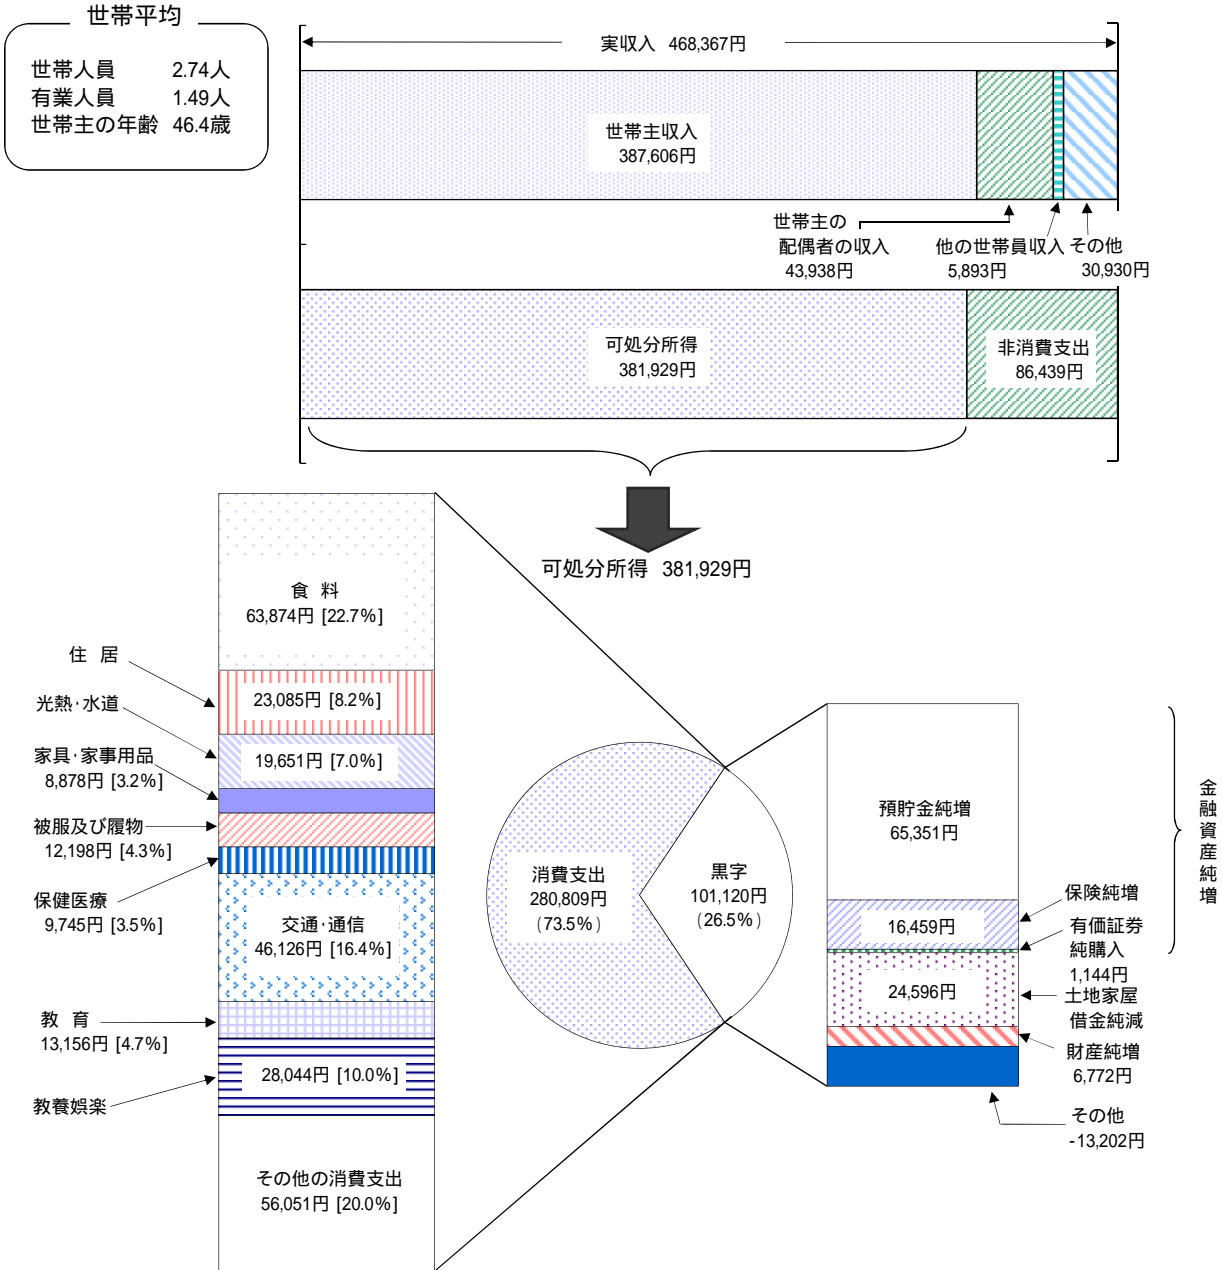 世帯平均
世帯人員 2.74人
有業人員 1.49人
世帯主の年齢 46.4歳
実収入 468,367円
世帯主収入
387,606円
世帯主の
配偶者の収入
43,938円
他の世帯員収入
5,893円
その他
30,930円
可処分所得
381,929円
非消費支出
86,439円
可処分所得 381,929円
食 料
63,874円 [22.7%]
住 居
23,085円 [8.2%]
光熱･水道
19,651円 [7.0%]
家具･家事用品
8,878円 [3.2%]
被服及び履物
12,198円 [4.3%]
保健医療
9,745円 [3.5%]
交通･通信
46,126円 [16.4%]
教 育
13,156円 [4.7%]
28,044円 [10.0%]
教養娯楽
その他の消費支出
56,051円 [20.0%]
消費支出
280,809円
(73.5%)
黒字
101,120円
(26.5%)
預貯金純増
65,351円
16,459円
保険純増
有価証券
純購入
1,144円
24,596円
土地家屋
借金純減
財産純増
6,772円
その他
-13,202円
金融資産純増